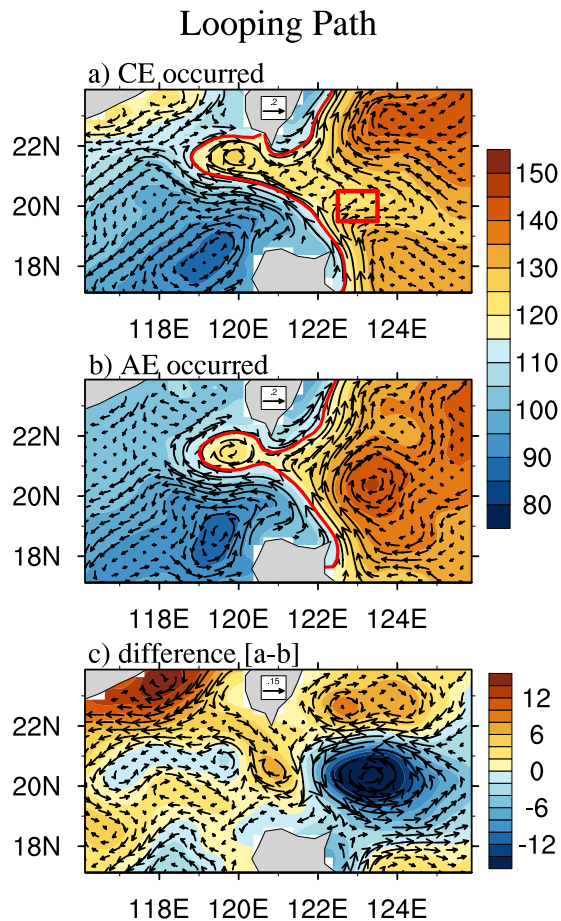 Looping Path
a) CE occurred
.2
22N
20N
18N
118E 120E 122E 124E
b) AE occurred
.2
22N
20N
18N
118E 120E 122E 124E
150
140
130
120
110
100
90
80
c) difference [a-b]
.15
22N
20N
18N
118E 120E 122E 124E
12
6
0
-6
-12